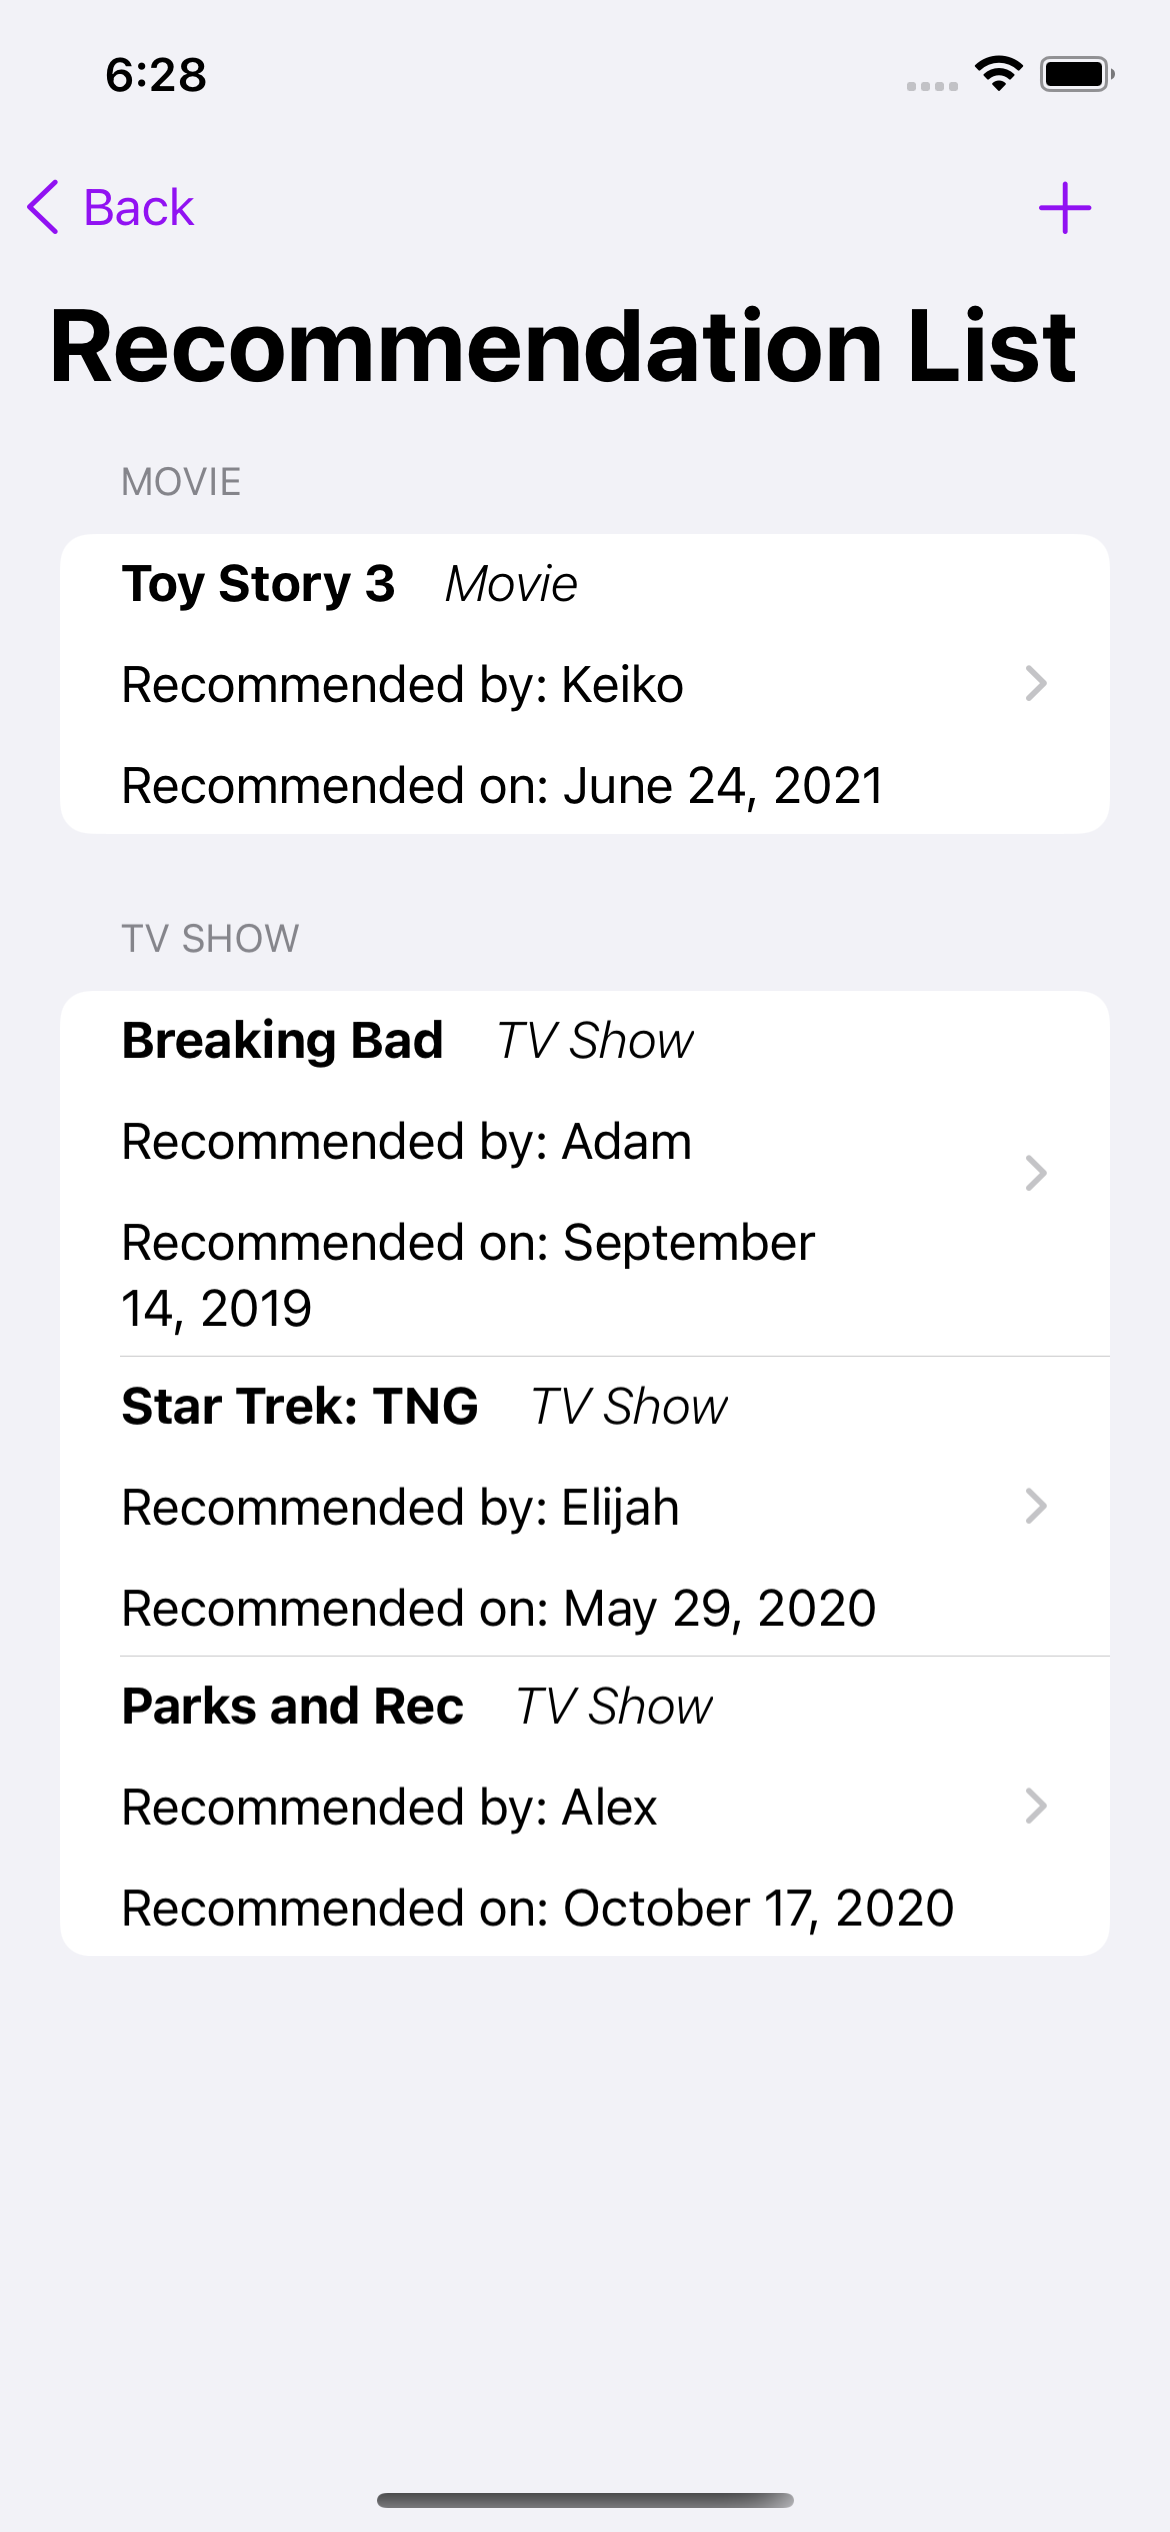 6:28
Back
Recommendation List
MOVIE
Toy Story 3 Movie
Recommended by: Keiko
Recommended on: June 24, 2021
TV SHOW
Breaking Bad TV Show
Recommended by: Adam
Recommended on: September
14, 2019
Star Trek: TNG TV Show
Recommended by: Elijah
Recommended on: May 29, 2020
Parks and Rec TV Show
Recommended by: Alex
Recommended on: October 17, 2020